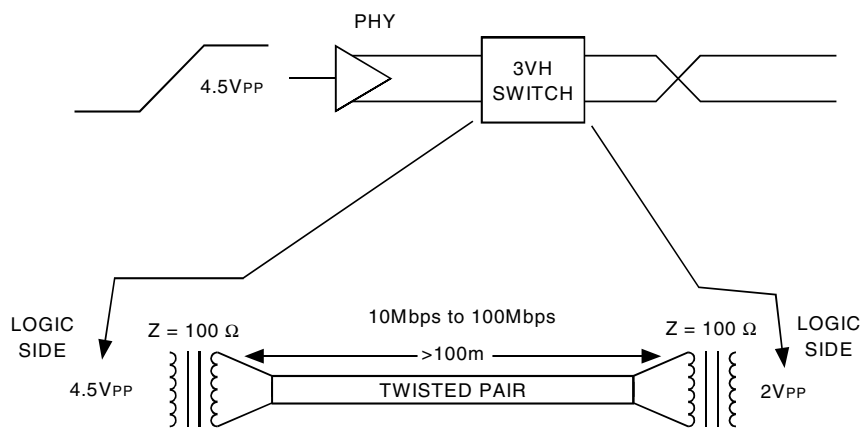 PHY
4.5VPP
3VH
SWITCH
10Mbps to 100Mbps
LOGIC
SIDE
Z = 100 Ω
Z = 100 Ω
LOGIC
SIDE
>100m
4.5VPP
TWISTED PAIR
2VPP